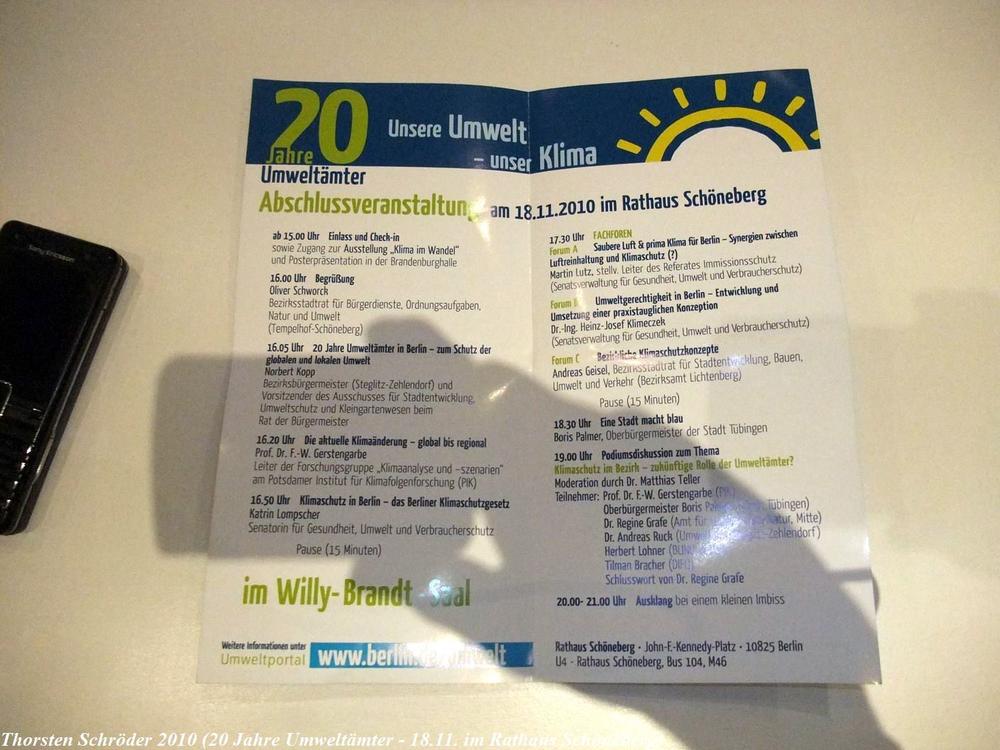 Sony Ericsson
20
Jahre
Umweltämter
Unsere Umwelt
– unser Klima
Abschlussveranstaltung am 18.11.2010 im Rathaus Schöneberg
ab 15.00 Uhr Einlass und Check-in
sowie Zugang zur Ausstellung „Klima im Wandel“
und Posterpräsentation in der Brandenburghalle
16.00 Uhr Begrüßung
Oliver Schworck
Bezirksstadtrat für Bürgerdienste, Ordnungsaufgaben,
Natur und Umwelt
(Tempelhof-Schöneberg)
16.05 Uhr 20 Jahre Umweltämter in Berlin – zum Schutz der
globalen und lokalen Umwelt
Norbert Kopp
Bezirksbürgermeister (Steglitz-Zehlendorf) und
Vorsitzender des Ausschusses für Stadtentwicklung,
Umweltschutz und Kleingartenwesen beim
Rat der Bürgermeister
16.20 Uhr Die aktuelle Klimaänderung – global bis regional
Prof. Dr. F.-W. Gerstengarbe
Leiter der Forschungsgruppe „Klimaanalyse und –szenarien“
am Potsdamer Institut für Klimafolgenforschung (PIK)
16.50 Uhr Klimaschutz in Berlin – das Berliner Klimaschutzgesetz
Katrin Lompscher
Senatorin für Gesundheit, Umwelt und Verbraucherschutz
Pause (15 Minuten)
im Willy-Brandt-Saal
Weitere Informationen unter
Umweltportal www.berlin.de/umwelt
17.30 Uhr FACHFOREN
Forum A Saubere Luft & prima Klima für Berlin – Synergien zwischen
Luftreinhaltung und Klimaschutz (?)
Martin Lutz, stellv. Leiter des Referates Immissionsschutz
(Senatsverwaltung für Gesundheit, Umwelt und Verbraucherschutz)
Forum B Umweltgerechtigkeit in Berlin – Entwicklung und
Umsetzung einer praxistauglichen Konzeption
Dr.-Ing. Heinz-Josef Klimeczek
(Senatsverwaltung für Gesundheit, Umwelt und Verbraucherschutz)
Forum C Bezirkliche Klimaschutzkonzepte
Andreas Geisel, Bezirksstadtrat für Stadtentwicklung, Bauen,
Umwelt und Verkehr (Bezirksamt Lichtenberg)
Pause (15 Minuten)
18.30 Uhr Eine Stadt macht blau
Boris Palmer, Oberbürgermeister der Stadt Tübingen
19.00 Uhr Podiumsdiskussion zum Thema
Klimaschutz im Bezirk – zukünftige Rolle der Umweltämter?
Moderation durch Dr. Matthias Teller
Teilnehmer: Prof. Dr. F.-W. Gerstengarbe (PIK)
Oberbürgermeister Boris Palmer Tübingen)
Dr. Regine Grafe (Amt für Natur, Mitte)
Dr. Andreas Ruck -Zehlendorf)
Herbert Lohner (BUND)
Tilman Bracher (DIFU)
Schlusswort von Dr. Regine Grafe
20.00- 21.00 Uhr Ausklang bei einem kleinen Imbiss
Rathaus Schöneberg · John-F.-Kennedy-Platz · 10825 Berlin
U4 - Rathaus Schöneberg, Bus 104, M46
Thorsten Schröder 2010 (20 Jahre Umweltämter - 18.11. im Rathaus Schöneberg)